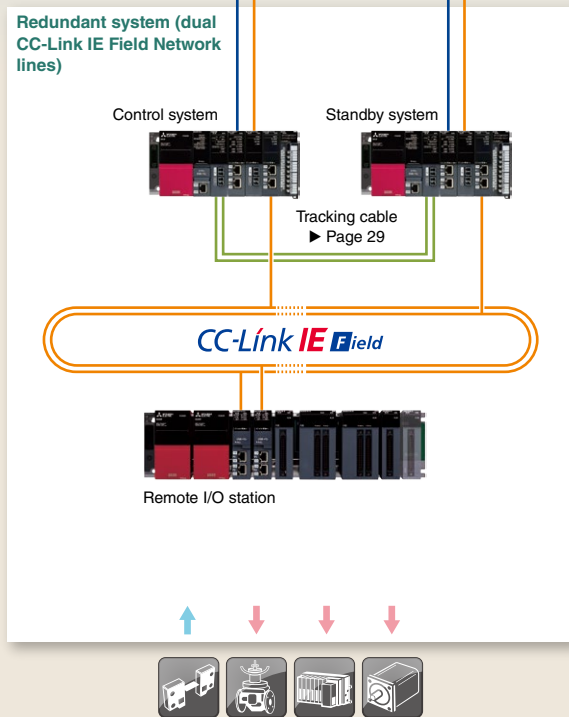 Redundant system (dual
CC-Link IE Field Network
lines)
Control system
Standby system
Tracking cable
▶ Page 29
CC-Link IE Field
Remote I/O station